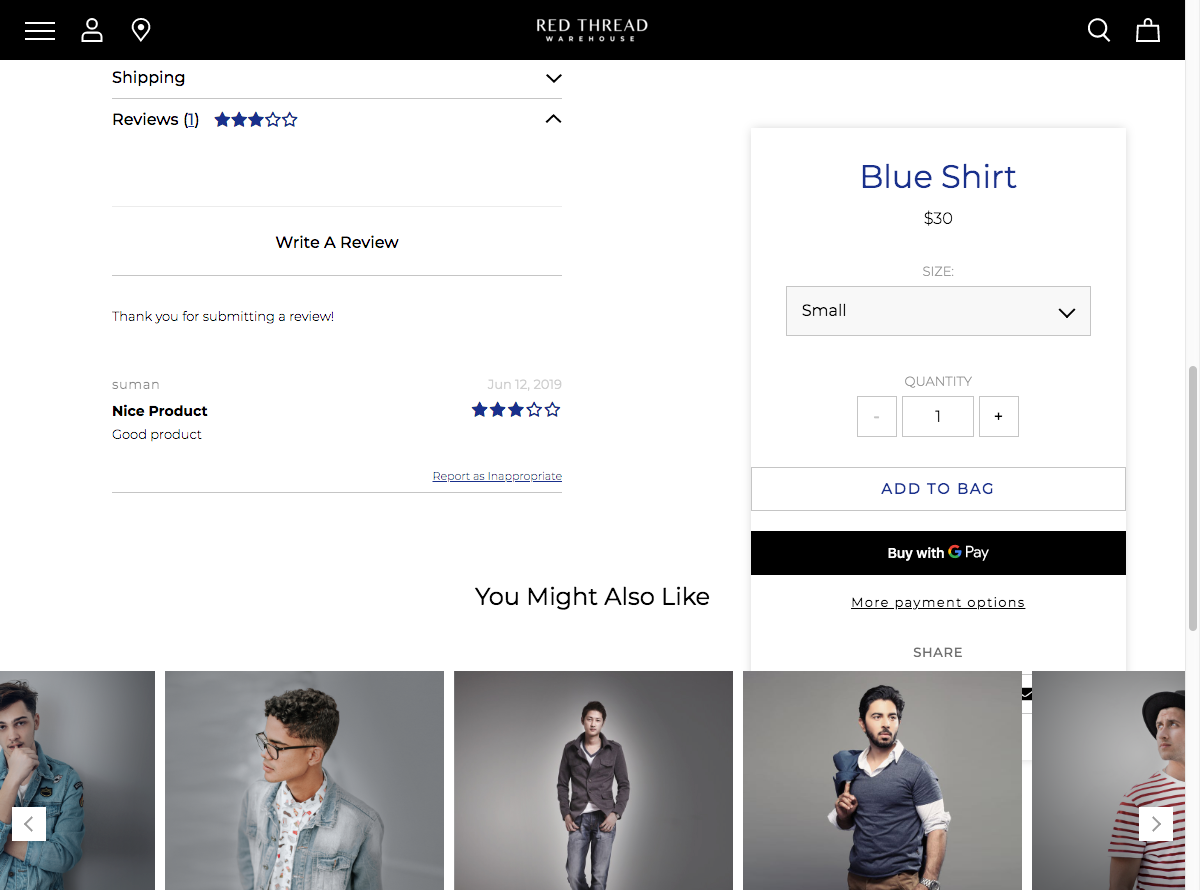 RED THREAD
WAREHOUSE
Shipping
Reviews (1)
Write A Review
Thank you for submitting a review!
suman
Jun 12, 2019
Nice Product
Good product
Report as Inappropriate
Blue Shirt
$30
SIZE:
Small
QUANTITY
- 1 +
ADD TO BAG
Buy with G Pay
More payment options
SHARE
You Might Also Like